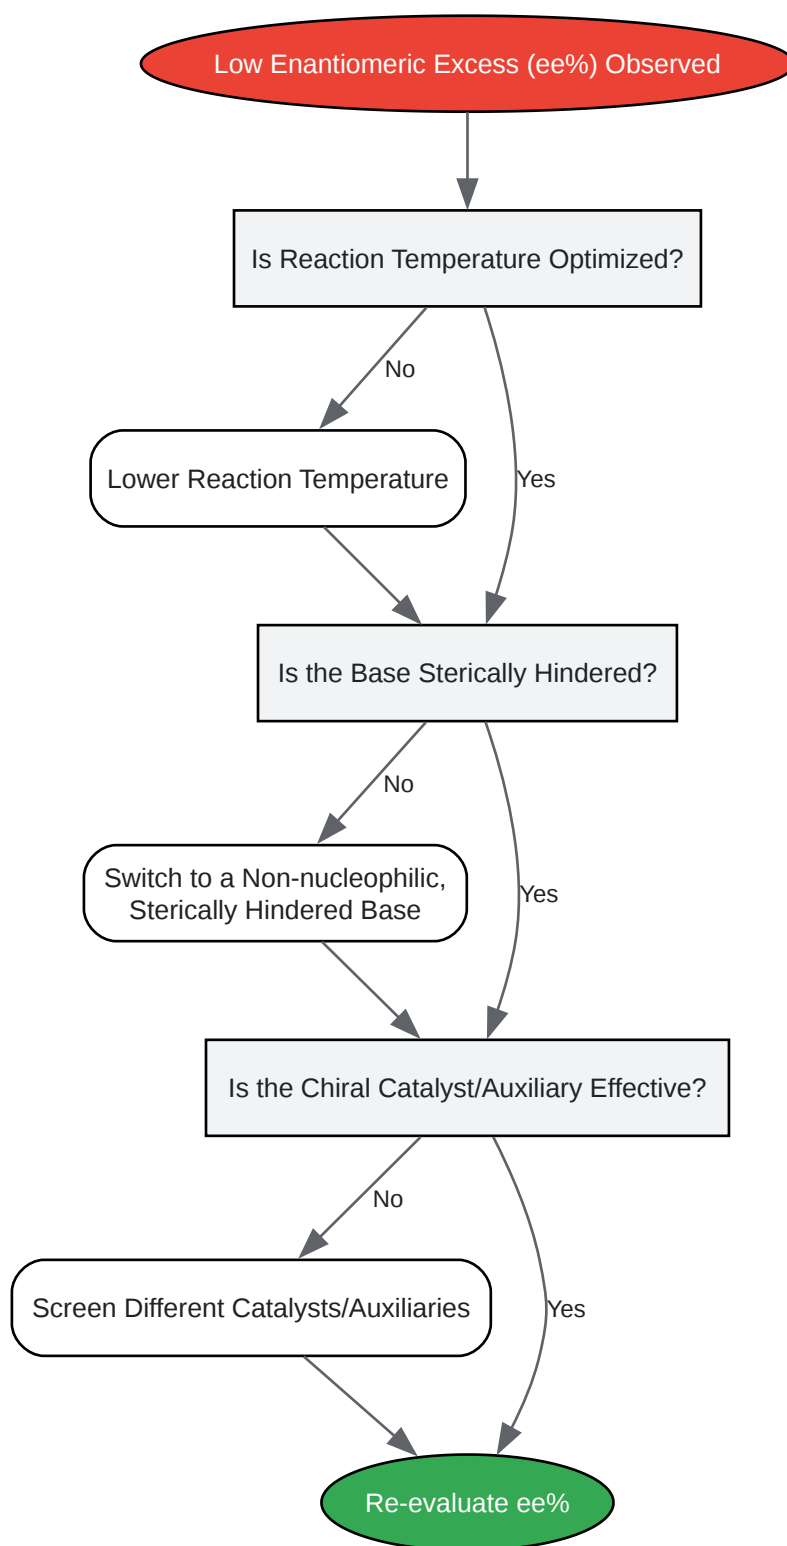 Low Enantiomeric Excess (ee%) Observed
Is Reaction Temperature Optimized?
No
Lower Reaction Temperature
Yes
Is the Base Sterically Hindered?
No
Switch to a Non-nucleophilic,
Sterically Hindered Base
Yes
Is the Chiral Catalyst/Auxiliary Effective?
No
Screen Different Catalysts/Auxiliaries
Yes
Re-evaluate ee%